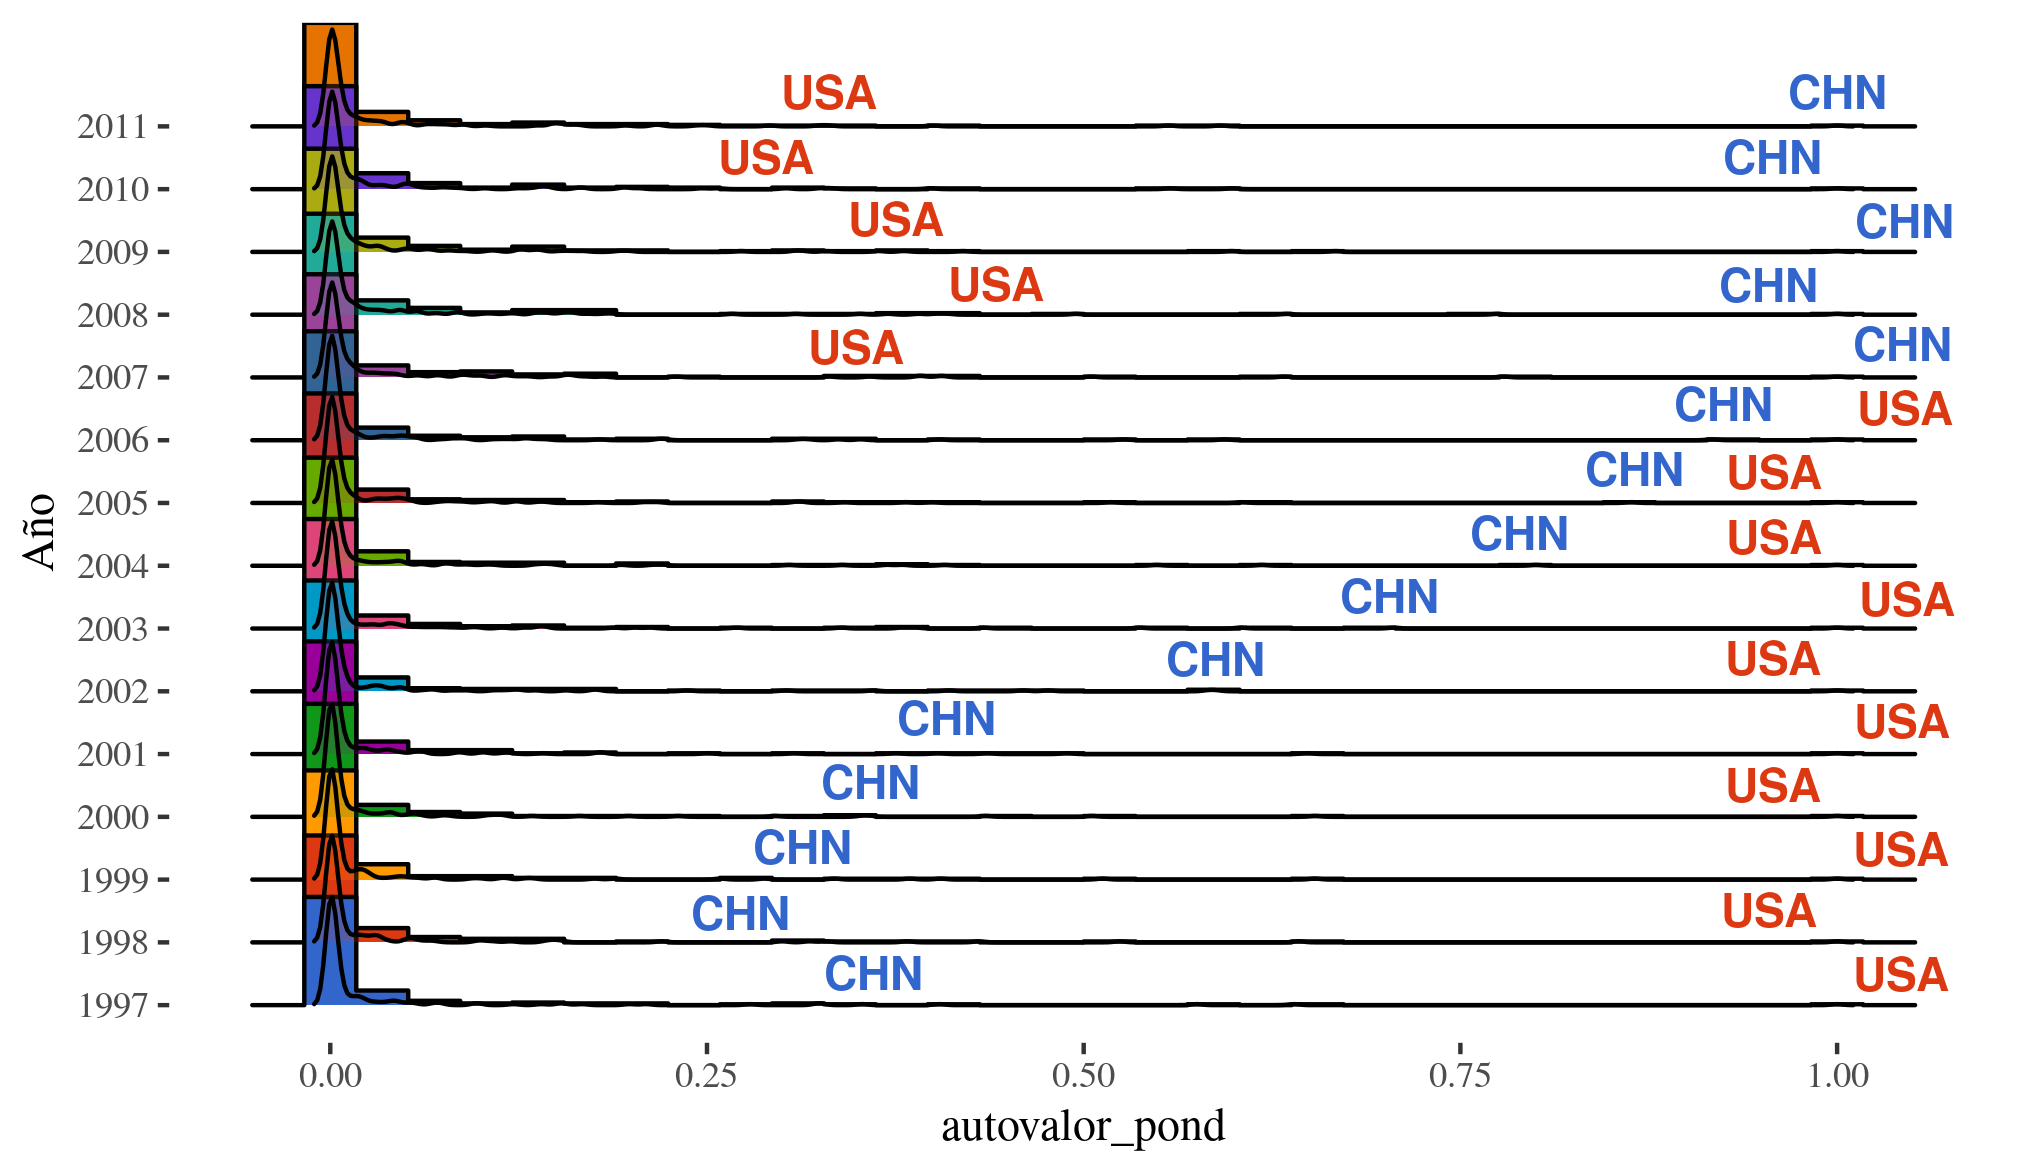 USA CHN
2011
USA CHN
2010
USA CHN
2009
USA CHN
2008
USA CHN
2007
CHN USA
2006
CHN USA
2005
CHN USA
2004
CHN USA
2003
CHN USA
2002
CHN USA
2001
CHN USA
2000
CHN USA
1999
CHN USA
1998
CHN USA
1997
Año
0.00 0.25 0.50 0.75 1.00
autovalor_pond